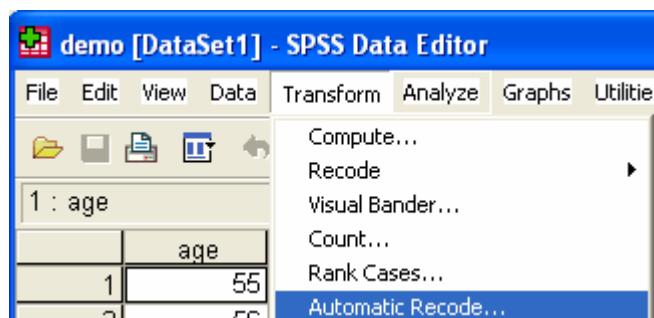 demo [DataSet1] - SPSS Data Editor
File Edit View Data Transform Analyze Graphs Utilitie
Compute...
Recode
1 : age
Visual Bander...
Count...
age
1 55
Rank Cases...
Automatic Recode...